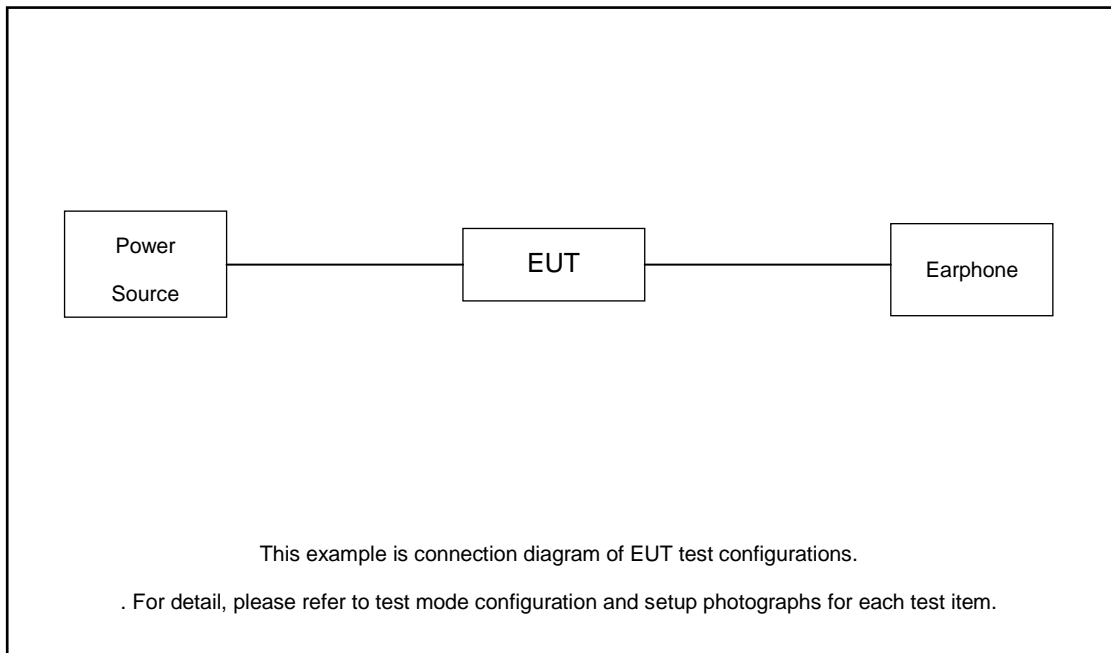 Power
Source
EUT
Earphone
This example is connection diagram of EUT test configurations.
. For detail, please refer to test mode configuration and setup photographs for each test item.